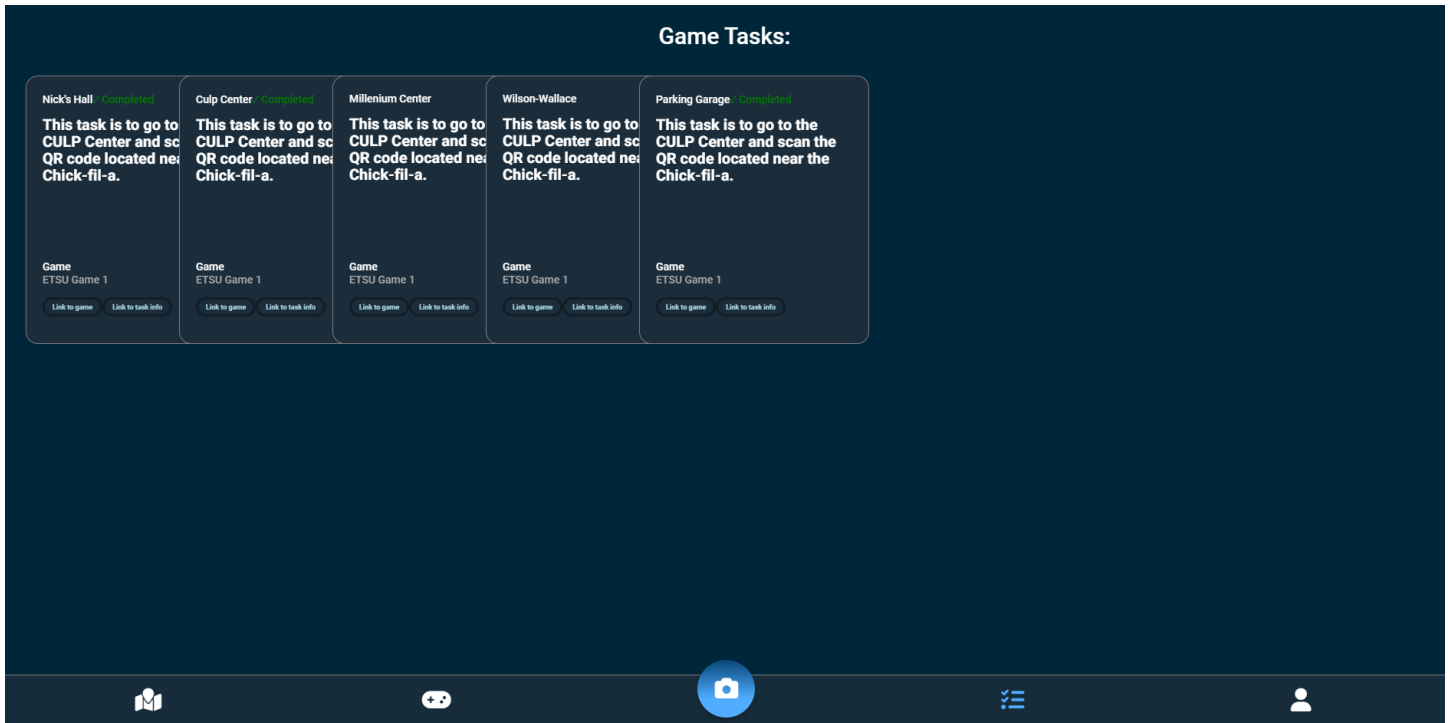 Game Tasks:
Nick's Hall✓ Completed
This task is to go to
CULP Center and sc
QR code located nea
Chick-fil-a.
Game
ETSU Game 1
Link to game
Link to task info
Culp Center✓ Completed
This task is to go to
CULP Center and sc
QR code located nea
Chick-fil-a.
Game
ETSU Game 1
Link to game
Link to task info
Millenium Center
This task is to go to
CULP Center and sc
QR code located nea
Chick-fil-a.
Game
ETSU Game 1
Link to game
Link to task info
Wilson-Wallace
This task is to go to
CULP Center and sc
QR code located nea
Chick-fil-a.
Game
ETSU Game 1
Link to game
Link to task info
Parking Garage✓ Completed
This task is to go to the
CULP Center and scan the
QR code located near the
Chick-fil-a.
Game
ETSU Game 1
Link to game
Link to task info